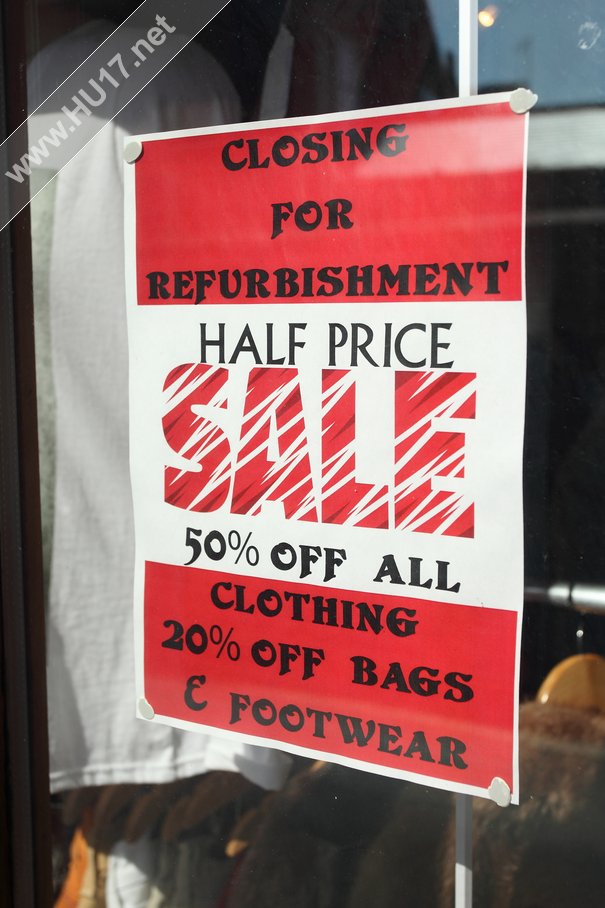 www.HU17.net
CLOSING
FOR
REFURBISHMENT
HALF PRICE
SALE
50% OFF ALL
CLOTHING
20% OFF BAGS
& FOOTWEAR